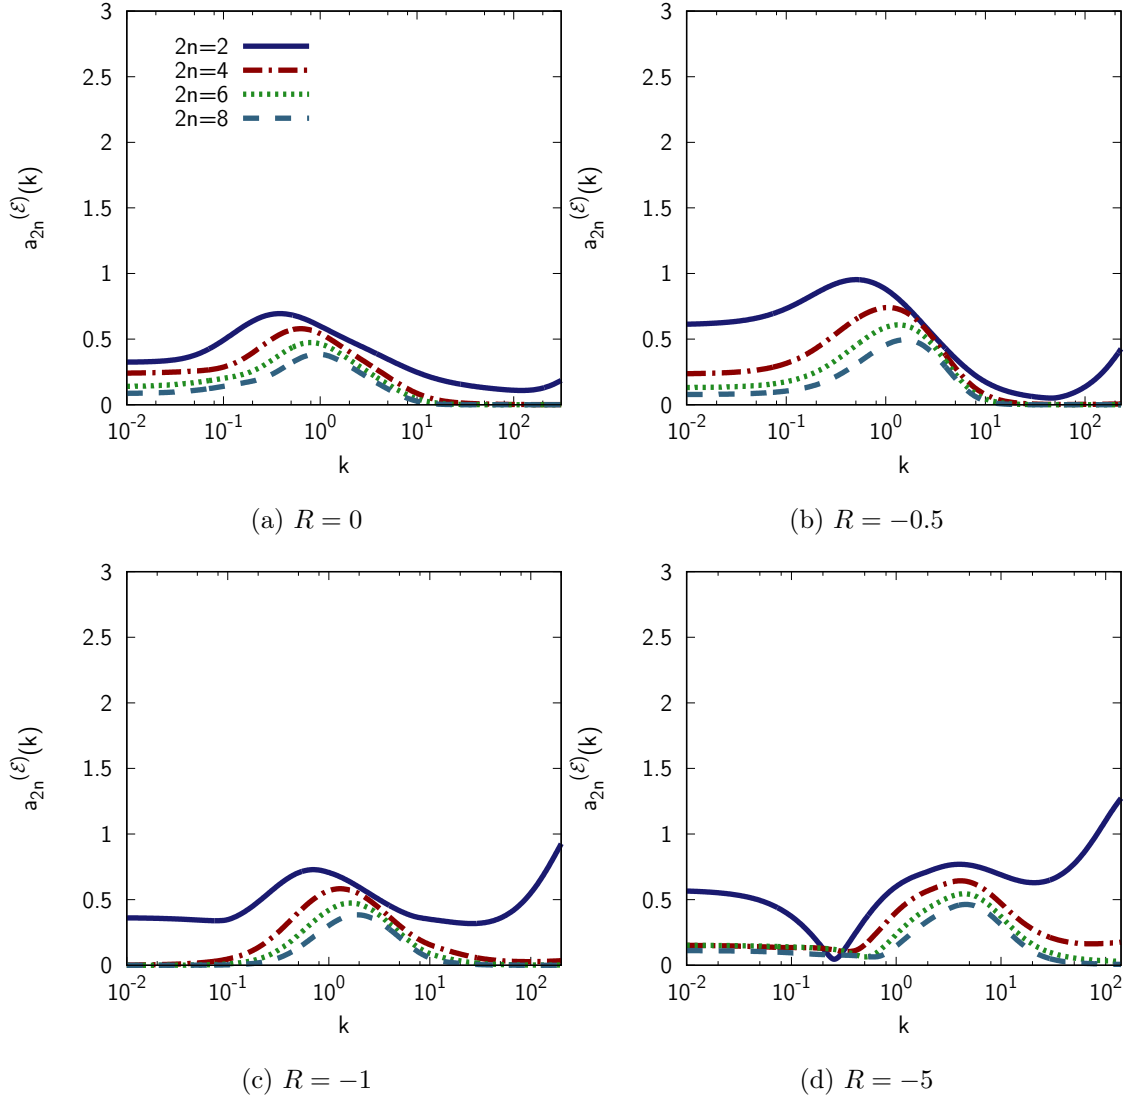 3
2.5
2
1.5
1
0.5
0
a₂ₙ⁽ℰ⁾(k)
2n=2
2n=4
2n=6
2n=8
10⁻² 10⁻¹ 10⁰ 10¹ 10²
k
(a) R = 0
3
2.5
2
1.5
1
0.5
0
a₂ₙ⁽ℰ⁾(k)
10⁻² 10⁻¹ 10⁰ 10¹ 10²
k
(b) R = −0.5
3
2.5
2
1.5
1
0.5
0
a₂ₙ⁽ℰ⁾(k)
10⁻² 10⁻¹ 10⁰ 10¹ 10²
k
(c) R = −1
3
2.5
2
1.5
1
0.5
0
a₂ₙ⁽ℰ⁾(k)
10⁻² 10⁻¹ 10⁰ 10¹ 10²
k
(d) R = −5